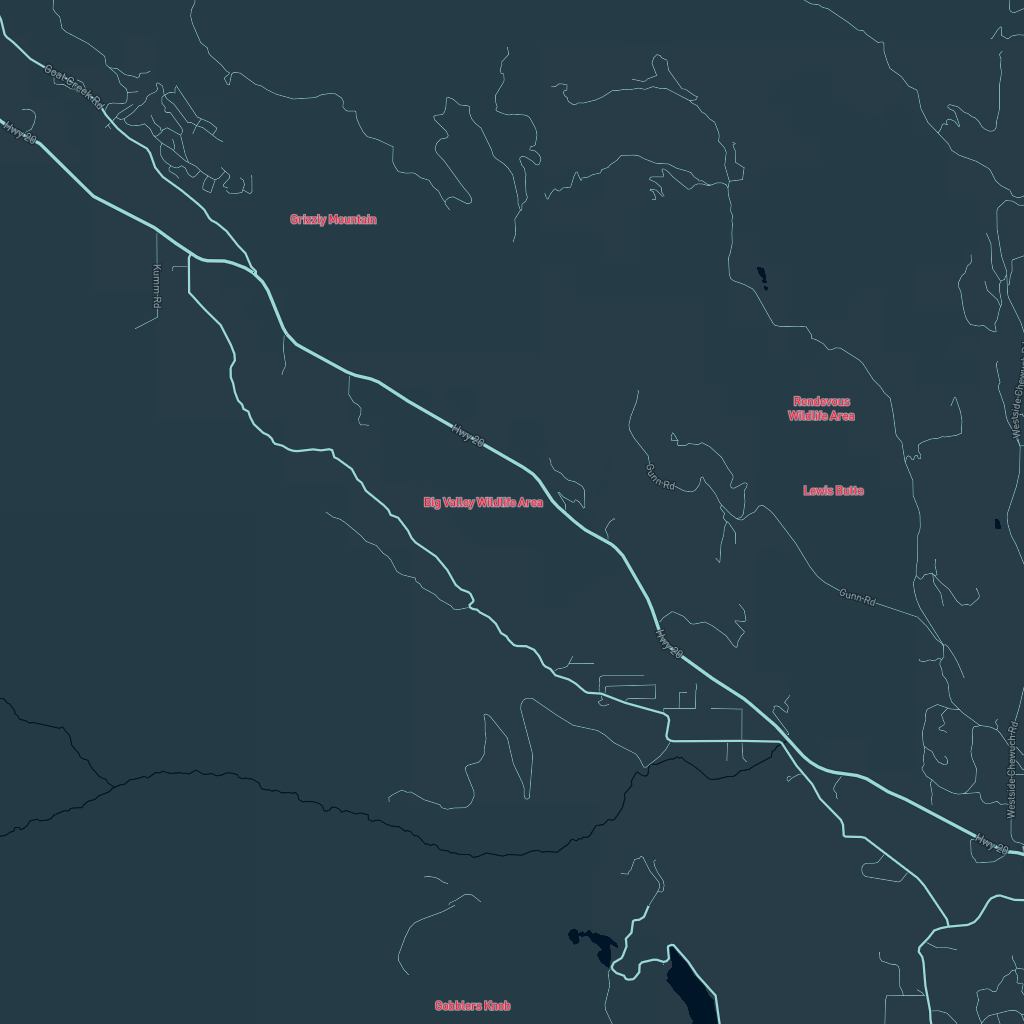 Goat Creek Rd
Hwy 20
Grizzly Mountain
Kumm Rd
Westside Chewuch Rd
Rendevous
Wildlife Area
Hwy 20
Gunn Rd
Lewis Butte
Big Valley Wildlife Area
Gunn Rd
Hwy 20
Westside Chewuch Rd
Hwy 20
Gobblers Knob